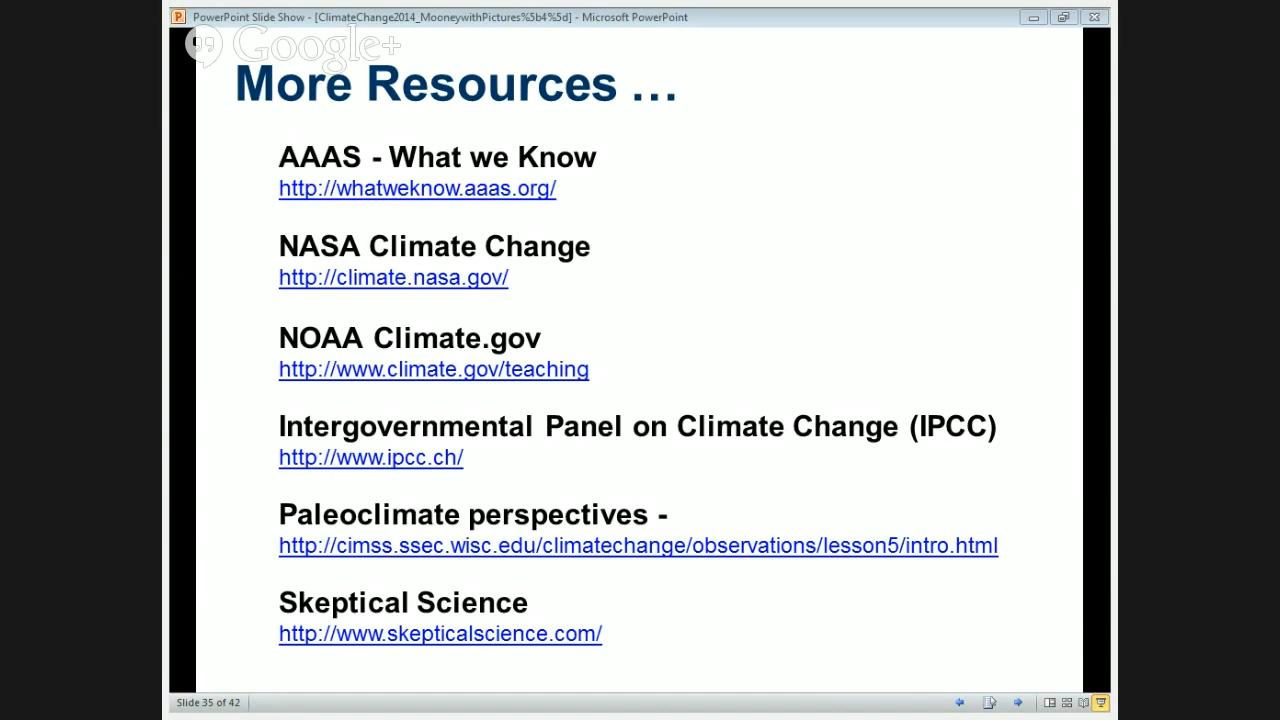 PowerPoint Slide Show - [ClimateChange2014_MooneywithPictures%5b4%5d] - Microsoft PowerPoint
Google+
More Resources …
AAAS - What we Know
http://whatweknow.aaas.org/
NASA Climate Change
http://climate.nasa.gov/
NOAA Climate.gov
http://www.climate.gov/teaching
Intergovernmental Panel on Climate Change (IPCC)
http://www.ipcc.ch/
Paleoclimate perspectives -
http://cimss.ssec.wisc.edu/climatechange/observations/lesson5/intro.html
Skeptical Science
http://www.skepticalscience.com/
Slide 35 of 42